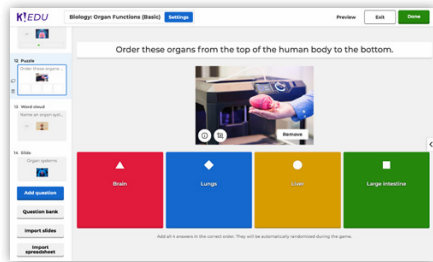 K!EDU
Biology: Organ Functions (Basic)
Settings
Preview
Exit
Done
12 Puzzle
Order these organs ...
13 Word cloud
Name an organ syst...
14 Slide
Organ systems
Add question
Question bank
Import slides
Import
spreadsheet
Order these organs from the top of the human body to the bottom.
Remove
Brain
Lungs
Liver
Large intestine
Add all 4 answers in the correct order. They will be automatically randomized during the game.